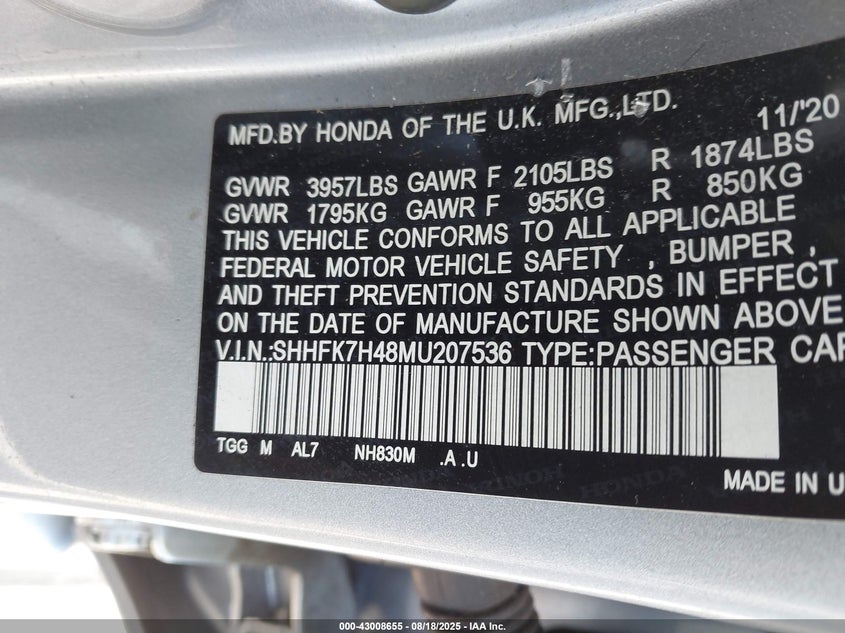 MFD.BY HONDA OF THE U.K. MFG.,LTD. 11/'20
GVWR 3957LBS GAWR F 2105LBS R 1874LBS
GVWR 1795KG GAWR F 955KG R 850KG
THIS VEHICLE CONFORMS TO ALL APPLICABLE
FEDERAL MOTOR VEHICLE SAFETY , BUMPER ,
AND THEFT PREVENTION STANDARDS IN EFFECT
ON THE DATE OF MANUFACTURE SHOWN ABOVE
V.I.N.:SHHFK7H48MU207536 TYPE:PASSENGER CAR
TGG M AL7 NH830M .A .U
HONDA
MADE IN U
000-43008655 - 08/18/2025 - IAA Inc.